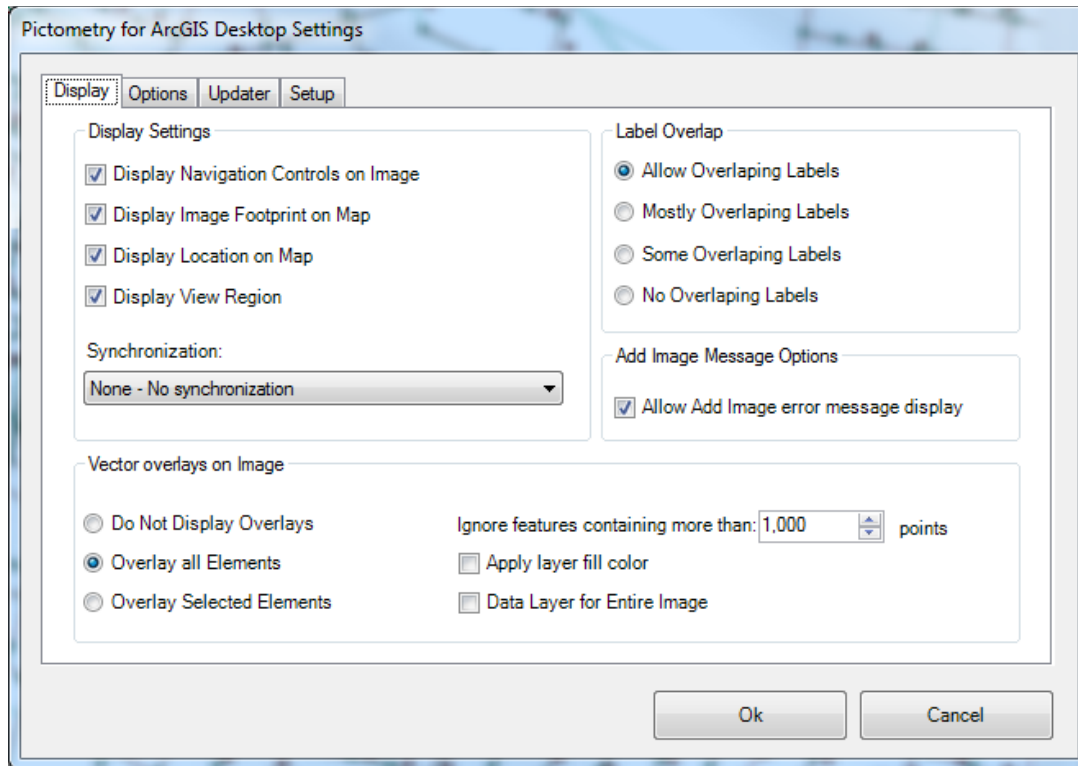 Pictometry for ArcGIS Desktop Settings
Display Options Updater Setup
Display Settings
Display Navigation Controls on Image
Display Image Footprint on Map
Display Location on Map
Display View Region
Synchronization:
None - No synchronization
Label Overlap
Allow Overlaping Labels
Mostly Overlaping Labels
Some Overlaping Labels
No Overlaping Labels
Add Image Message Options
Allow Add Image error message display
Vector overlays on Image
Do Not Display Overlays
Overlay all Elements
Overlay Selected Elements
Ignore features containing more than: 1,000 points
Apply layer fill color
Data Layer for Entire Image
Ok Cancel